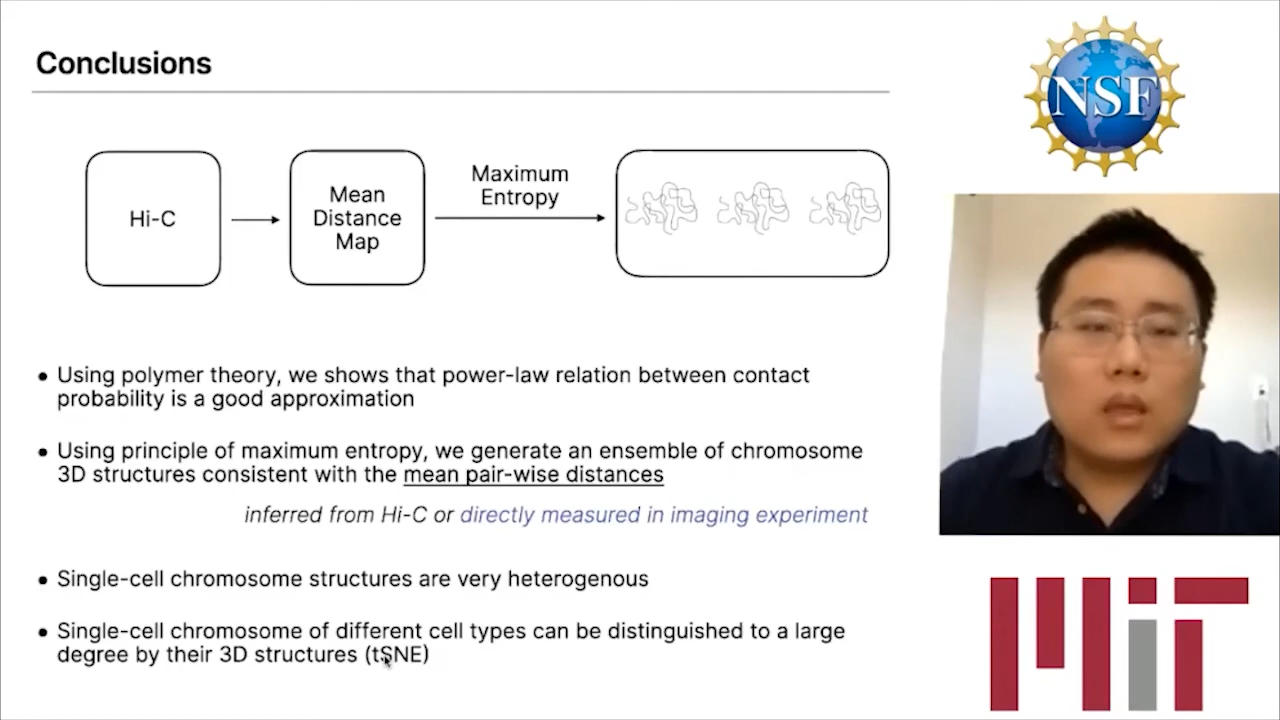 Conclusions
Hi-C
Mean
Distance
Map
Maximum
Entropy
• Using polymer theory, we shows that power-law relation between contact
probability is a good approximation
• Using principle of maximum entropy, we generate an ensemble of chromosome
3D structures consistent with the mean pair-wise distances
inferred from Hi-C or directly measured in imaging experiment
• Single-cell chromosome structures are very heterogenous
• Single-cell chromosome of different cell types can be distinguished to a large
degree by their 3D structures (tSNE)
NSF
MIT